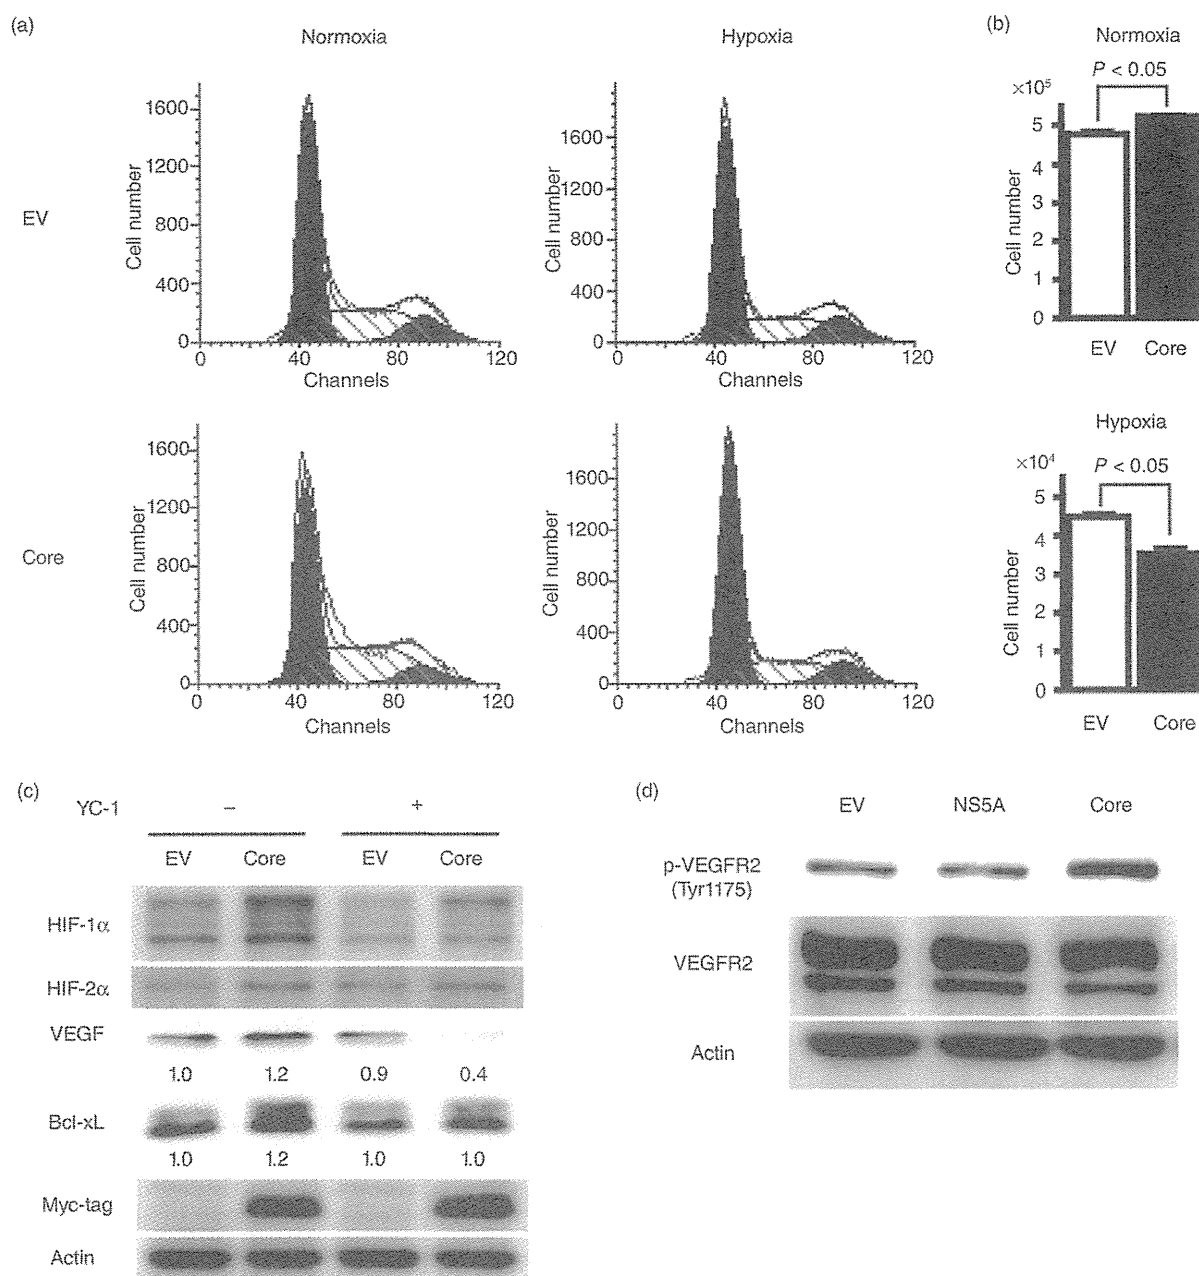 (a)
Normoxia
Hypoxia
EV
Cell number
1600
1200
800
400
0
0 40 80 120
Channels
Cell number
1600
1200
800
400
0
0 40 80 120
Channels
Core
Cell number
1600
1200
800
400
0
0 40 80 120
Channels
Cell number
1600
1200
800
400
0
0 40 80 120
Channels
(b)
Normoxia
P < 0.05
×10⁵
Cell number
5
4
3
2
1
0
EV Core
Hypoxia
P < 0.05
×10⁴
Cell number
5
4
3
2
1
0
EV Core
(c)
YC-1 – +
EV Core EV Core
HIF-1α
HIF-2α
VEGF
1.0 1.2 0.9 0.4
Bcl-xL
1.0 1.2 1.0 1.0
Myc-tag
Actin
(d)
EV NS5A Core
p-VEGFR2
(Tyr1175)
VEGFR2
Actin